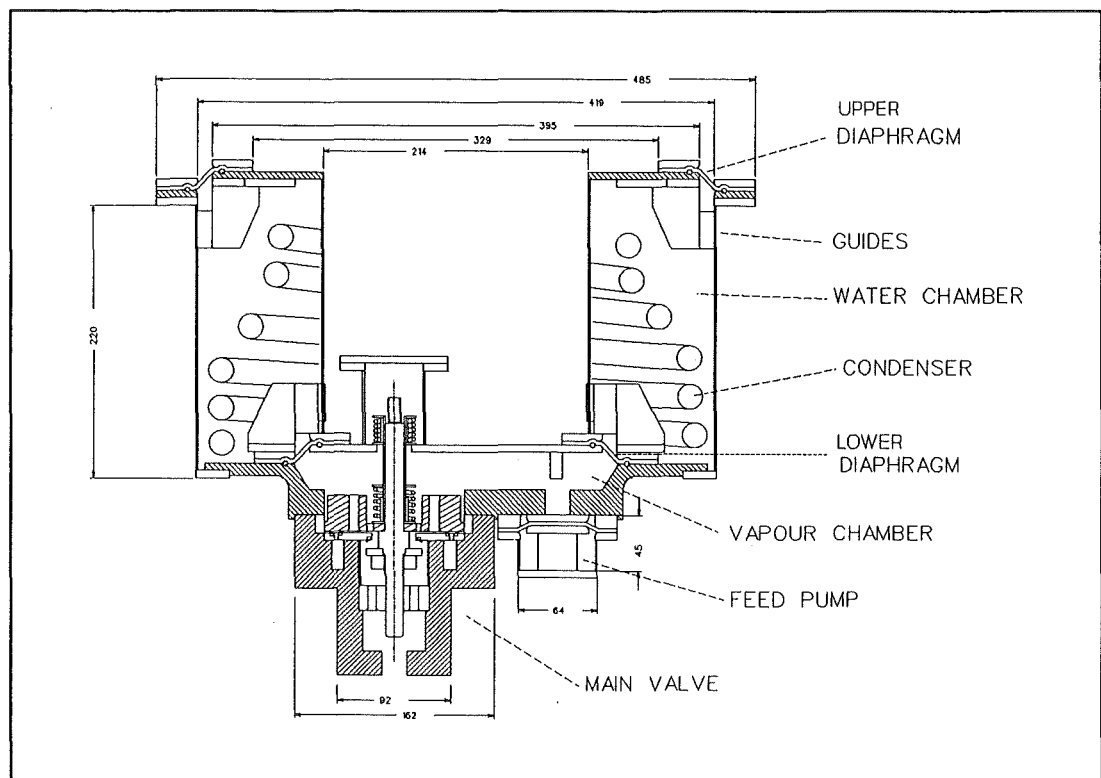 485
419
395
329
214
UPPER
DIAPHRAGM
GUIDES
WATER CHAMBER
220
CONDENSER
LOWER
DIAPHRAGM
VAPOUR CHAMBER
45
FEED PUMP
64
MAIN VALVE
92
162